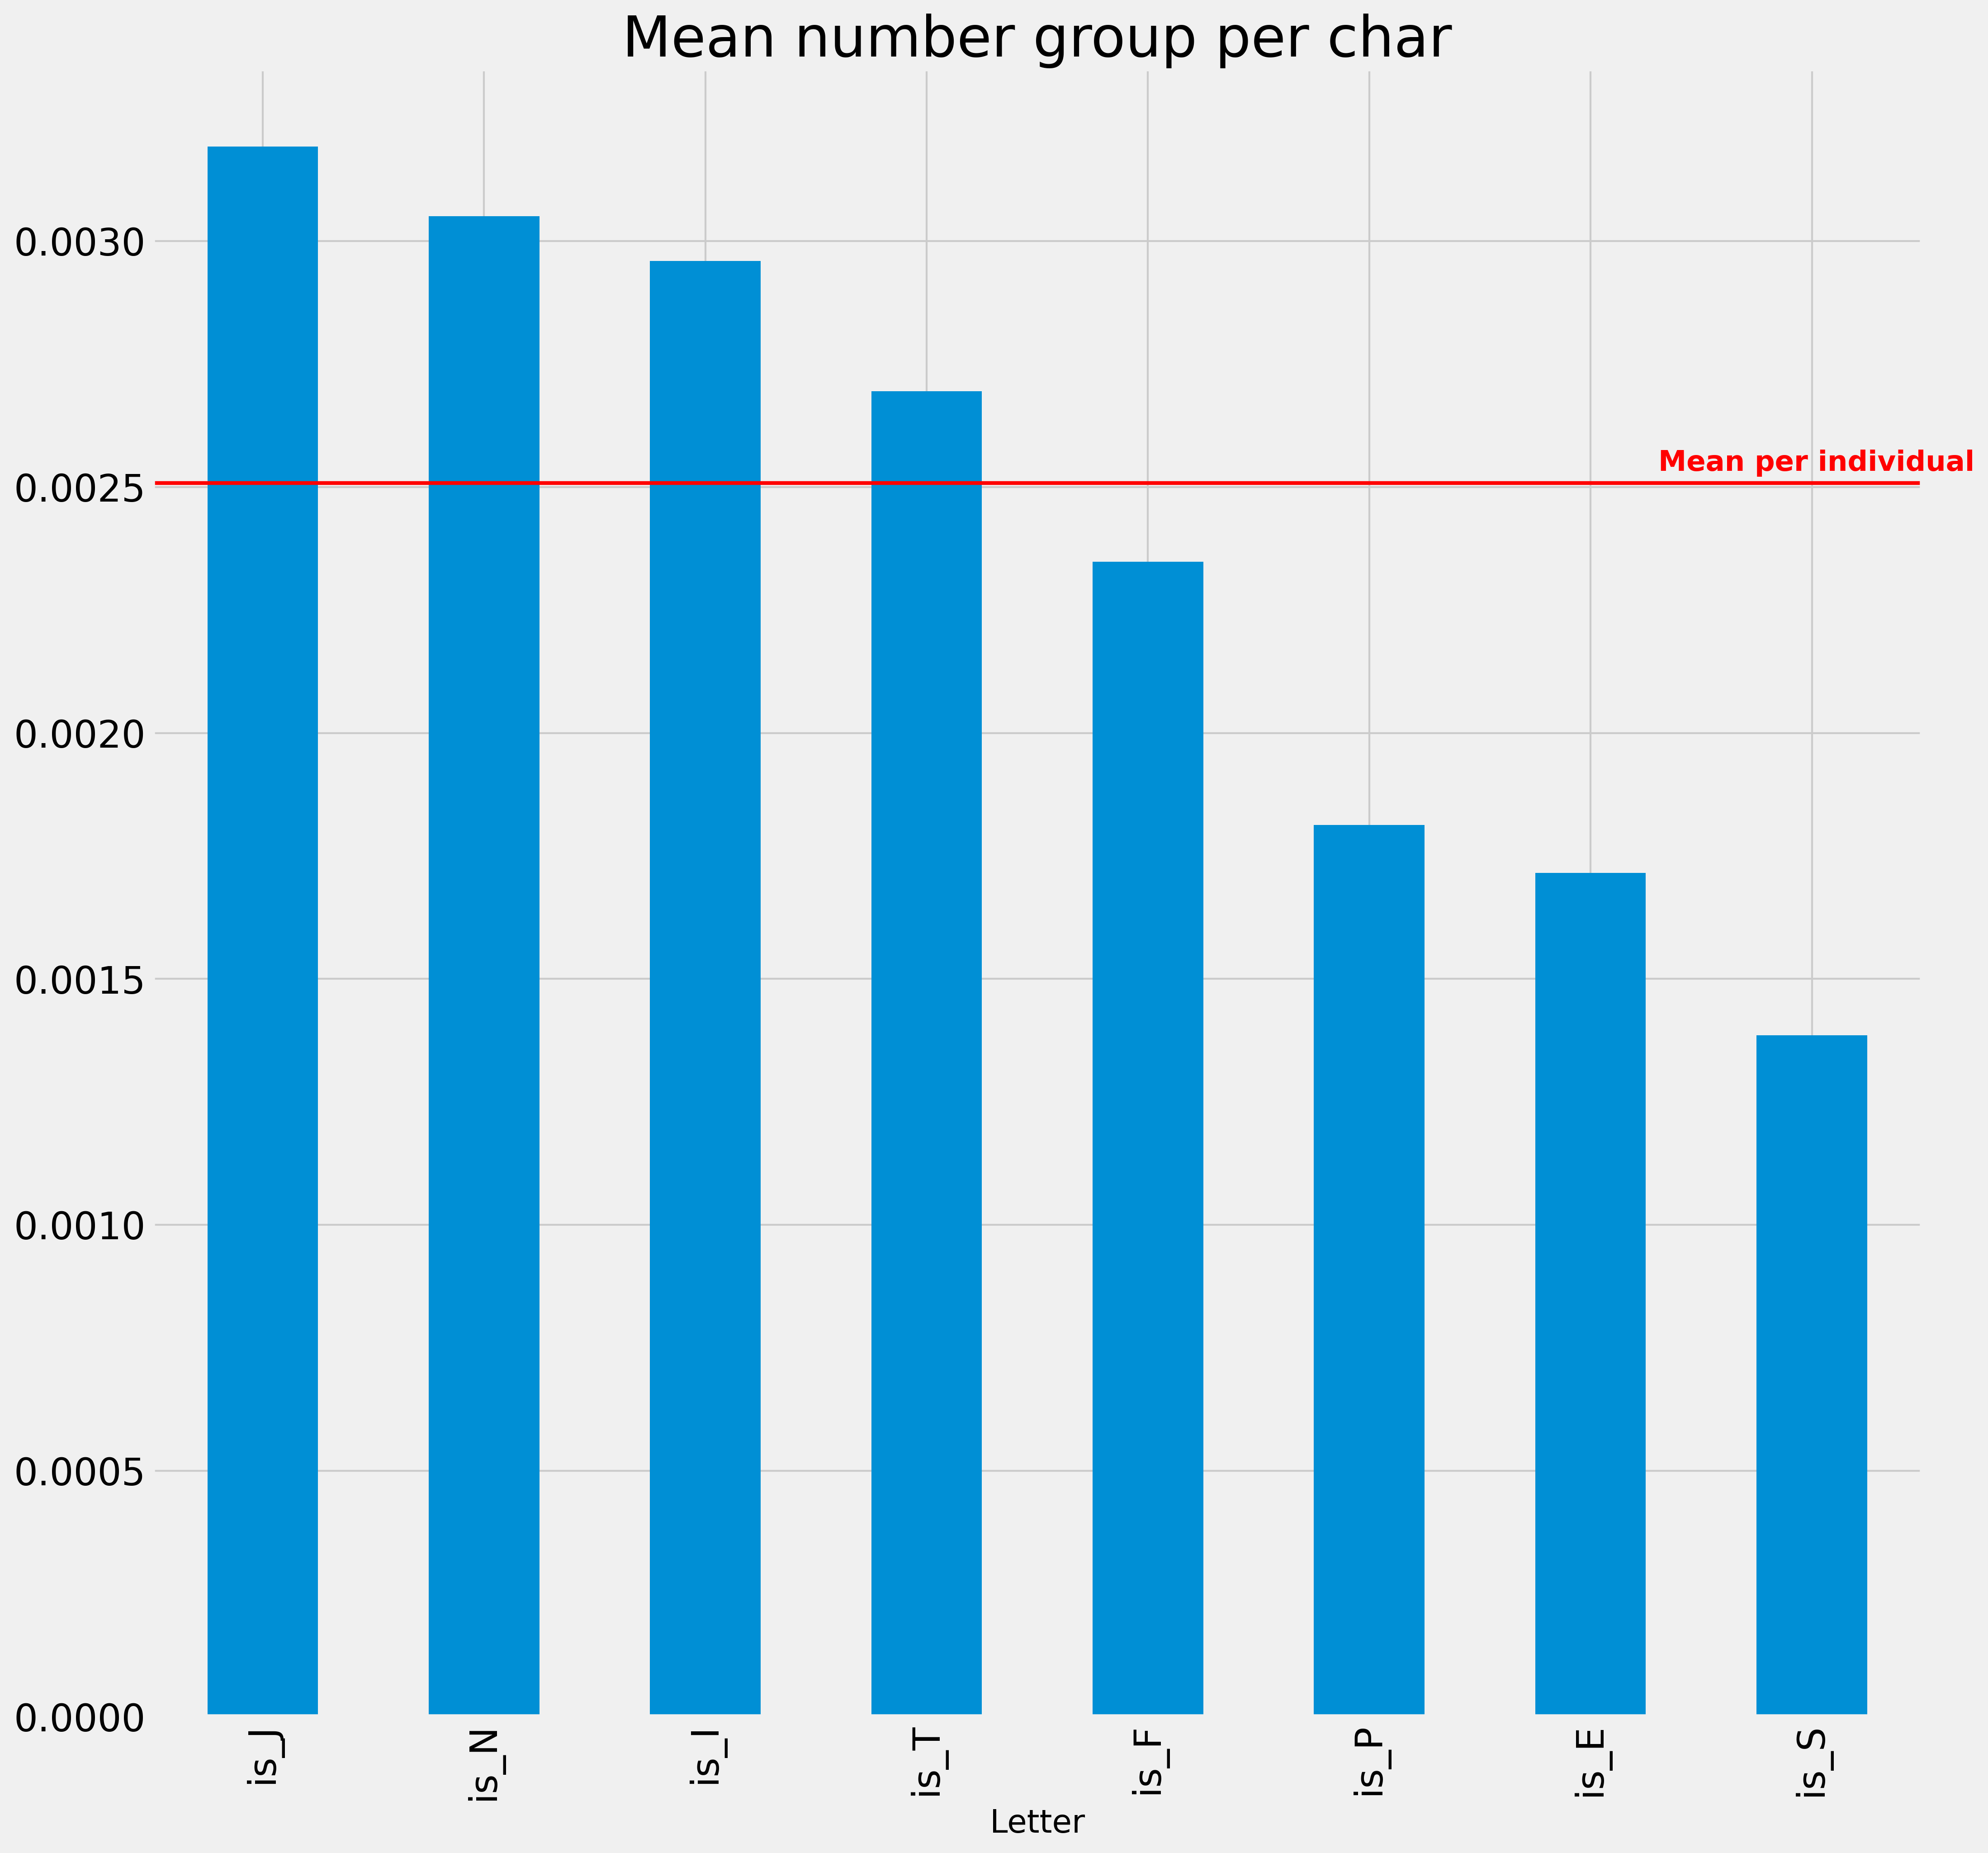 Mean number group per char
0.0030
Mean per individual
0.0025
0.0020
0.0015
0.0010
0.0005
0.0000
is_J
is_N
is_I
is_T
is_F
is_P
is_E
is_S
Letter